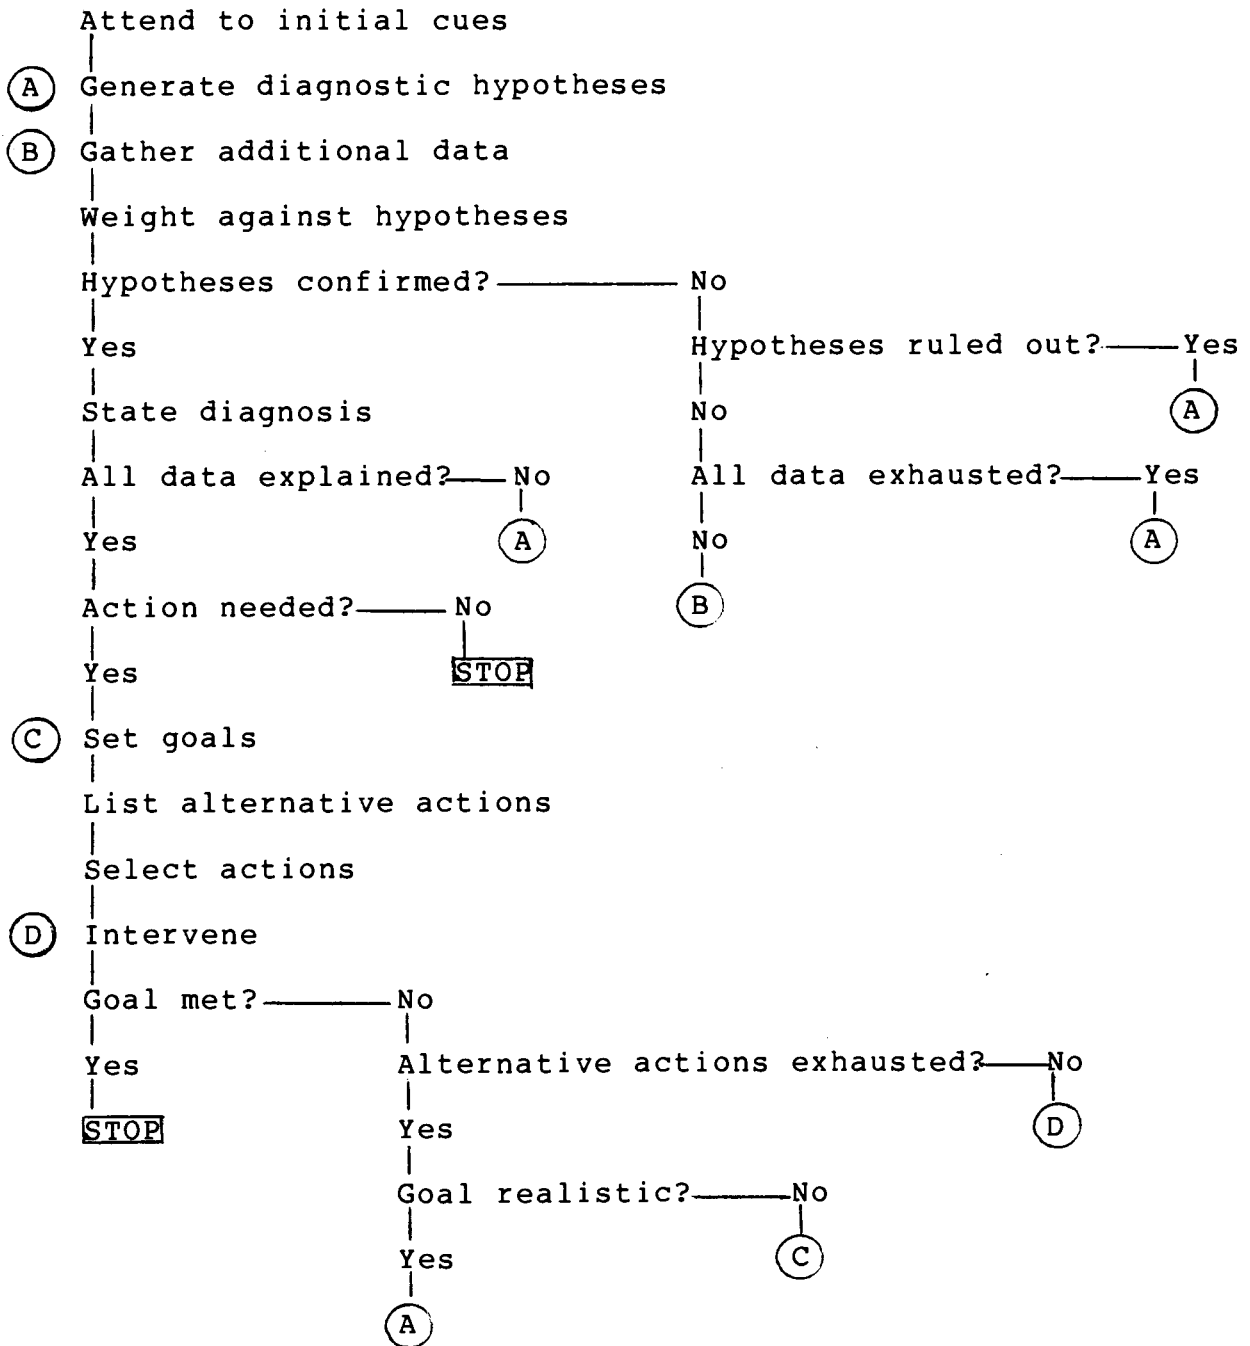 Attend to initial cues
A Generate diagnostic hypotheses
B Gather additional data
Weight against hypotheses
Hypotheses confirmed? No
Yes Hypotheses ruled out? Yes
State diagnosis No A
All data explained? No All data exhausted? Yes
Yes A No A
Action needed? No B
Yes STOP
C Set goals
List alternative actions
Select actions
D Intervene
Goal met? No
Yes Alternative actions exhausted? No
STOP Yes D
Goal realistic? No
Yes C
A